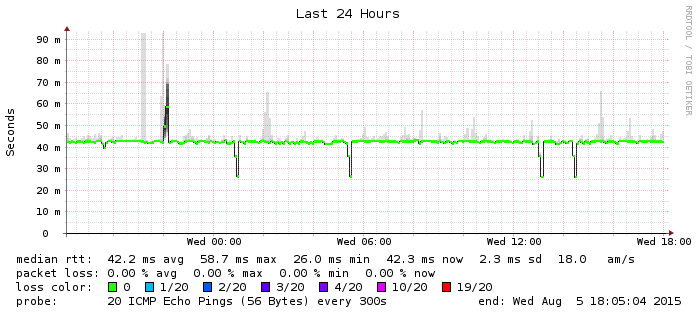 Last 24 Hours
RRDTOOL / TOBI OETIKER
Seconds
90 m
80 m
70 m
60 m
50 m
40 m
30 m
20 m
10 m
0
Wed 00:00 Wed 06:00 Wed 12:00 Wed 18:00
median rtt: 42.2 ms avg 58.7 ms max 26.0 ms min 42.3 ms now 2.3 ms sd 18.0 am/s
packet loss: 0.00 % avg 0.00 % max 0.00 % min 0.00 % now
loss color: 0 1/20 2/20 3/20 4/20 10/20 19/20
probe: 20 ICMP Echo Pings (56 Bytes) every 300s end: Wed Aug 5 18:05:04 2015